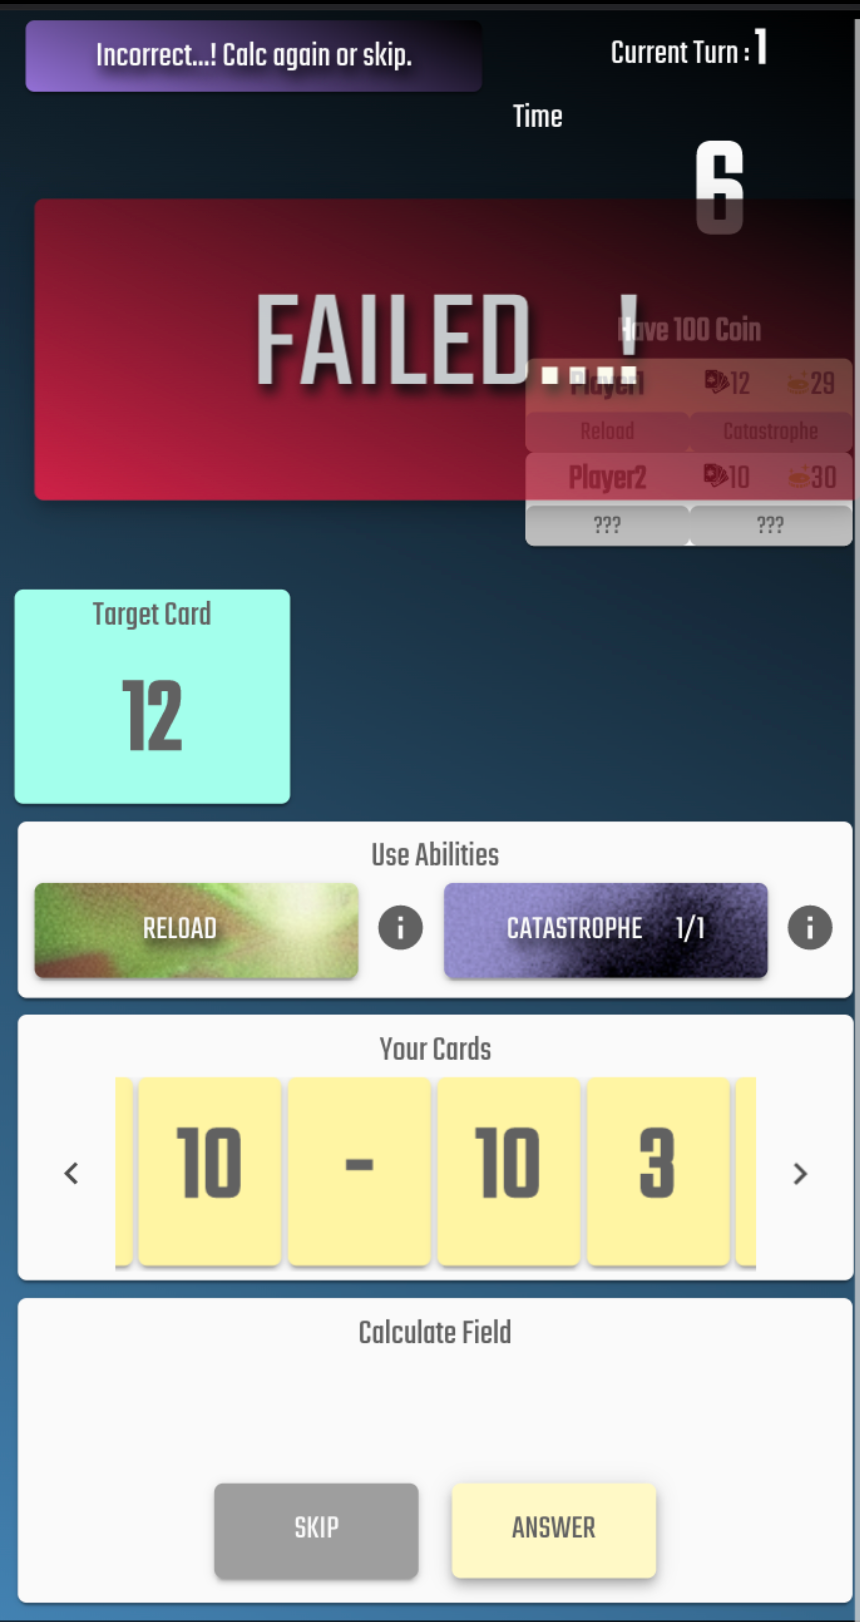 Incorrect...! Calc again or skip.
Current Turn : 1
Time
6
FAILED...!
Have 100 Coin
Player1 12 29
Reload Catastrophe
Player2 10 30
??? ???
Target Card
12
Use Abilities
RELOAD
CATASTROPHE 1/1
Your Cards
10 - 10 3
Calculate Field
SKIP ANSWER